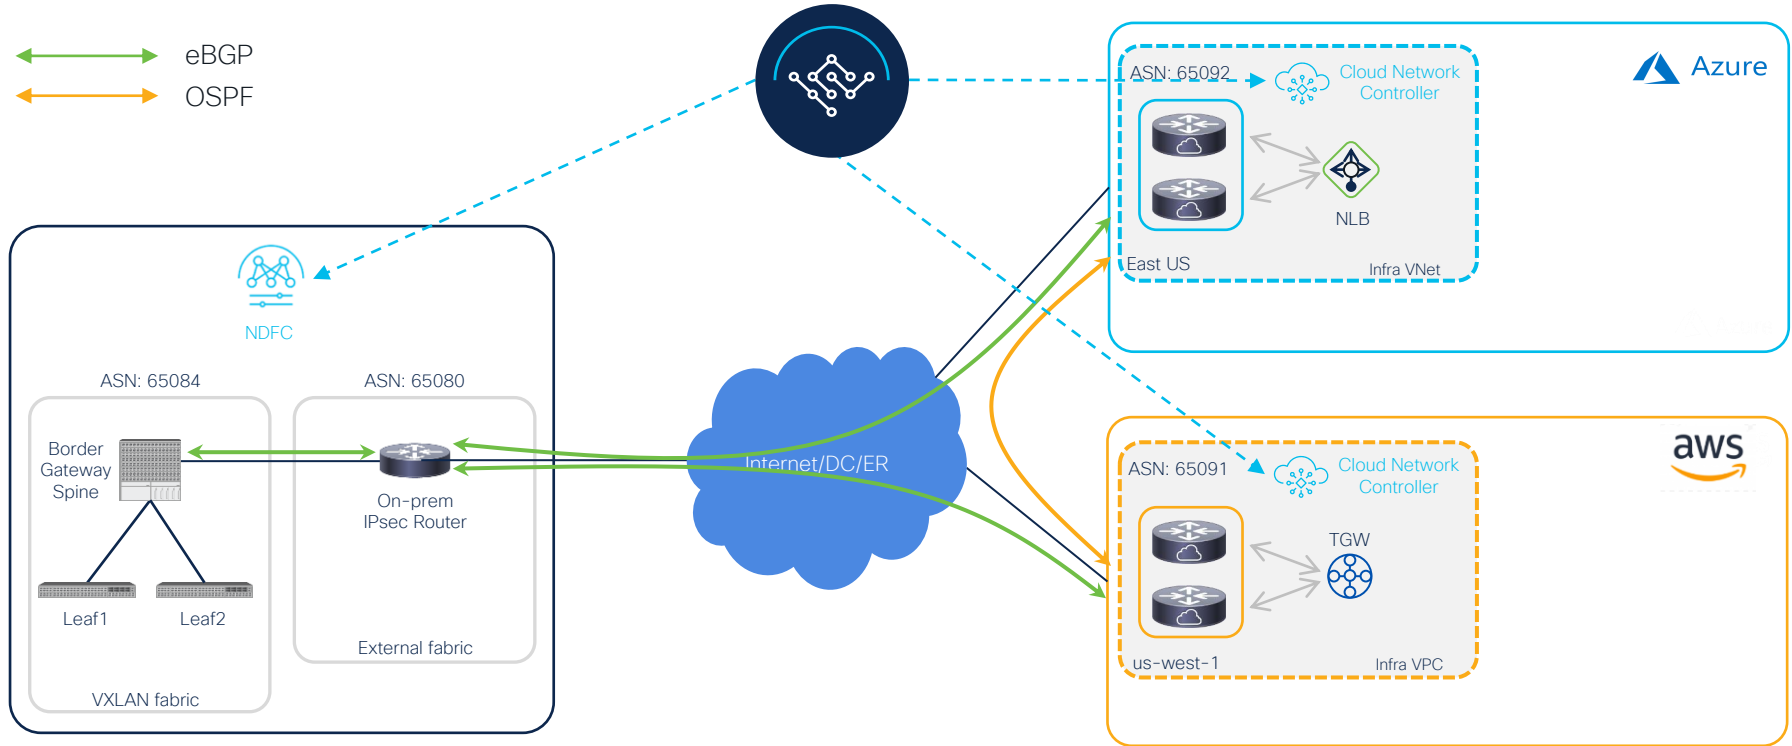 eBGP
OSPF
ASN: 65092
Cloud Network
Controller
Azure
NLB
East US
Infra VNet
NDFC
ASN: 65084
ASN: 65080
Border
Gateway
Spine
On-prem
IPsec Router
Leaf1
Leaf2
External fabric
VXLAN fabric
Internet/DC/ER
ASN: 65091
Cloud Network
Controller
aws
TGW
us-west-1
Infra VPC